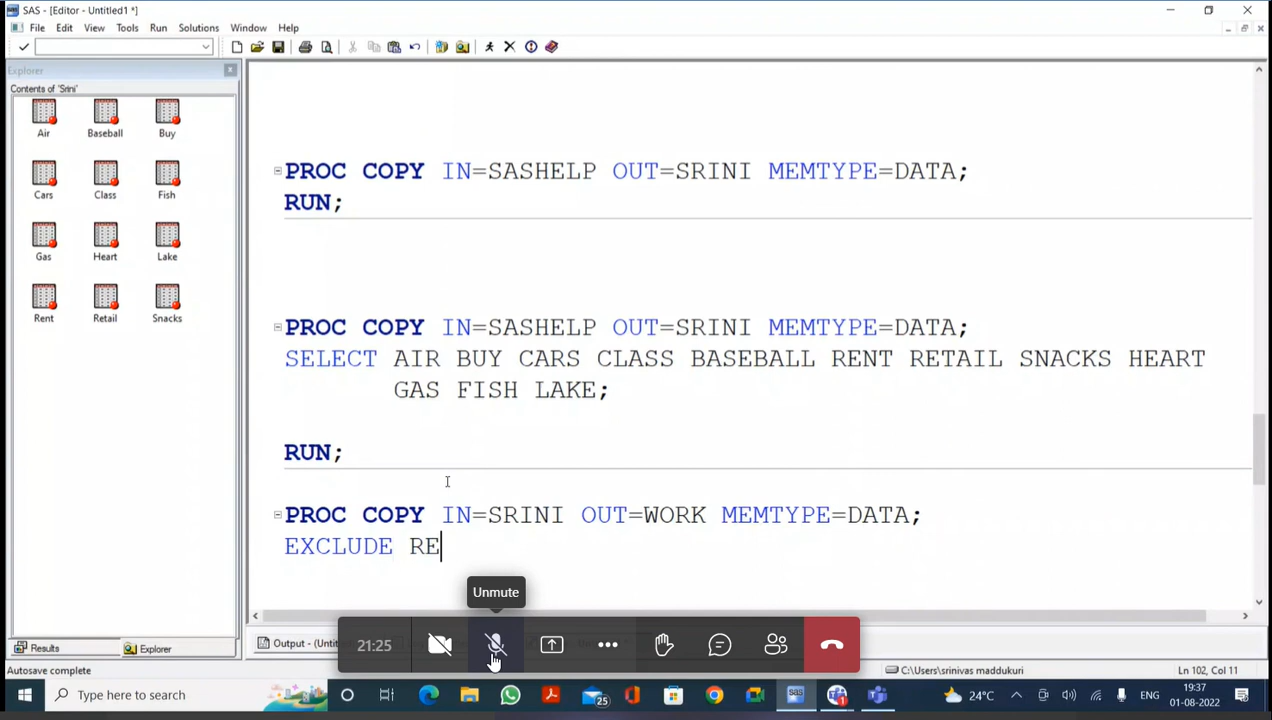 SAS - [Editor - Untitled1 *]
File Edit View Tools Run Solutions Window Help
Explorer
Contents of 'Srini'
Air Baseball Buy
Cars Class Fish
Gas Heart Lake
Rent Retail Snacks
PROC COPY IN=SASHELP OUT=SRINI MEMTYPE=DATA;
RUN;
PROC COPY IN=SASHELP OUT=SRINI MEMTYPE=DATA;
SELECT AIR BUY CARS CLASS BASEBALL RENT RETAIL SNACKS HEART
GAS FISH LAKE;
RUN;
PROC COPY IN=SRINI OUT=WORK MEMTYPE=DATA;
EXCLUDE RE
Unmute
21:25
Results Explorer Output - (Unti
Autosave complete C:\Users\srinivas maddukuri Ln 102, Col 11
Type here to search 25 sas 1 24°C ENG 19:37
01-08-2022